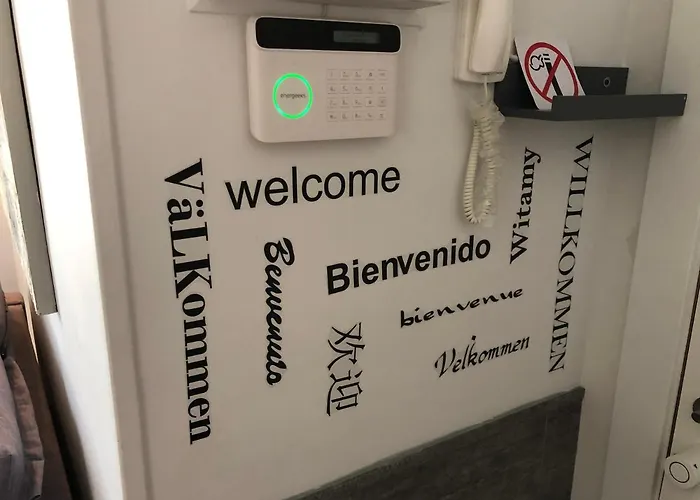 welcome
VäLKommen
Benvenuto
Bienvenido
Witamy
WILLKOMMEN
欢迎
bienvenue
Velkommen